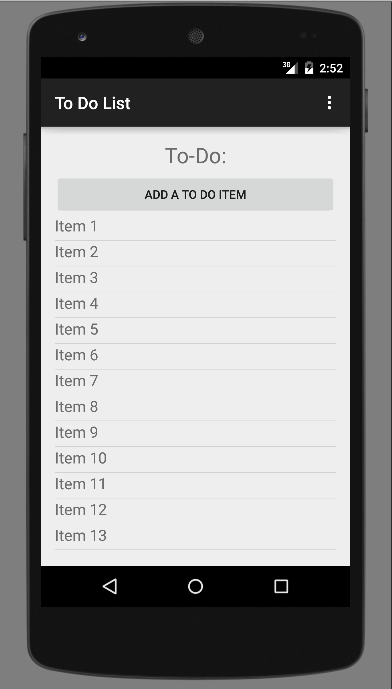 3G 2:52
To Do List
To-Do:
ADD A TO DO ITEM
Item 1
Item 2
Item 3
Item 4
Item 5
Item 6
Item 7
Item 8
Item 9
Item 10
Item 11
Item 12
Item 13